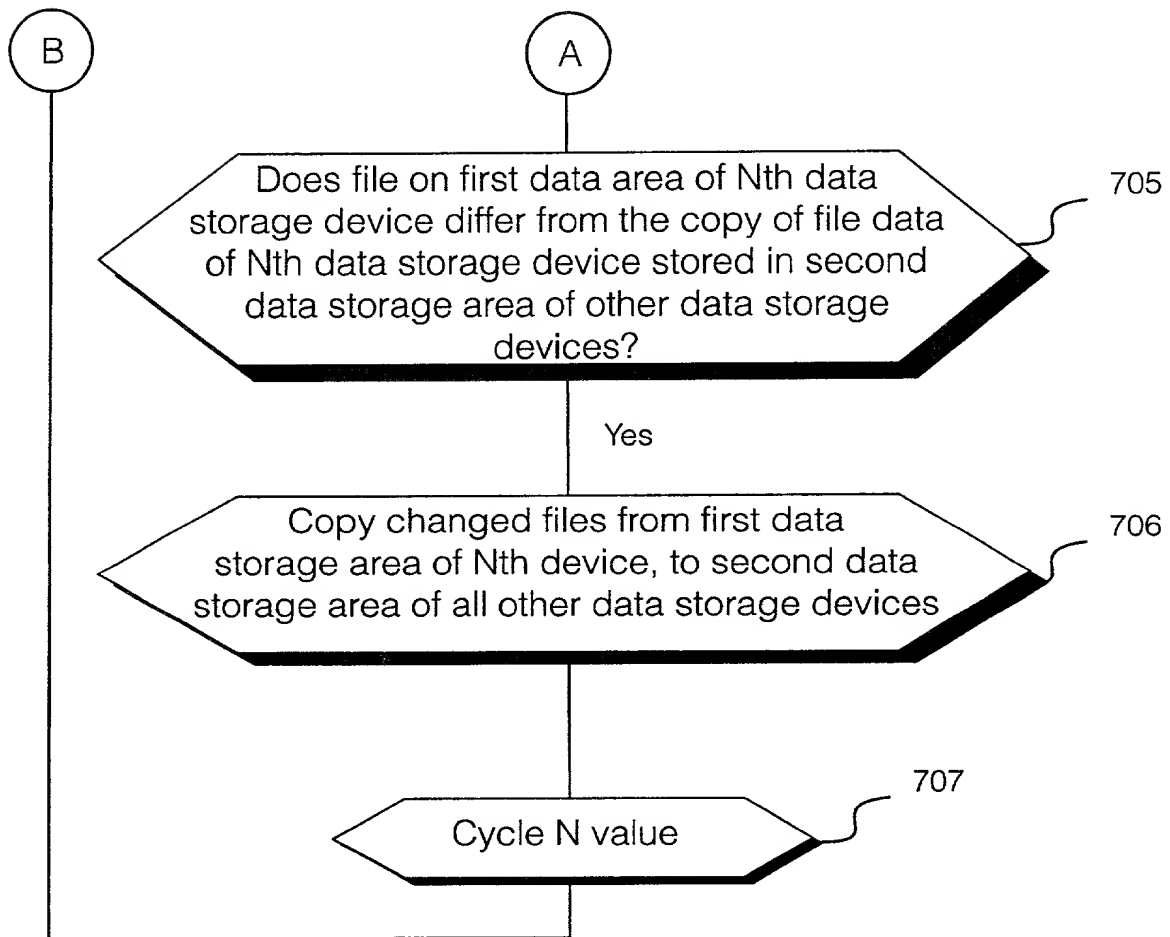 B
A
Does file on first data area of Nth data
storage device differ from the copy of file data
of Nth data storage device stored in second
data storage area of other data storage
devices?
705
Yes
Copy changed files from first data
storage area of Nth device, to second data
storage area of all other data storage devices
706
Cycle N value
707